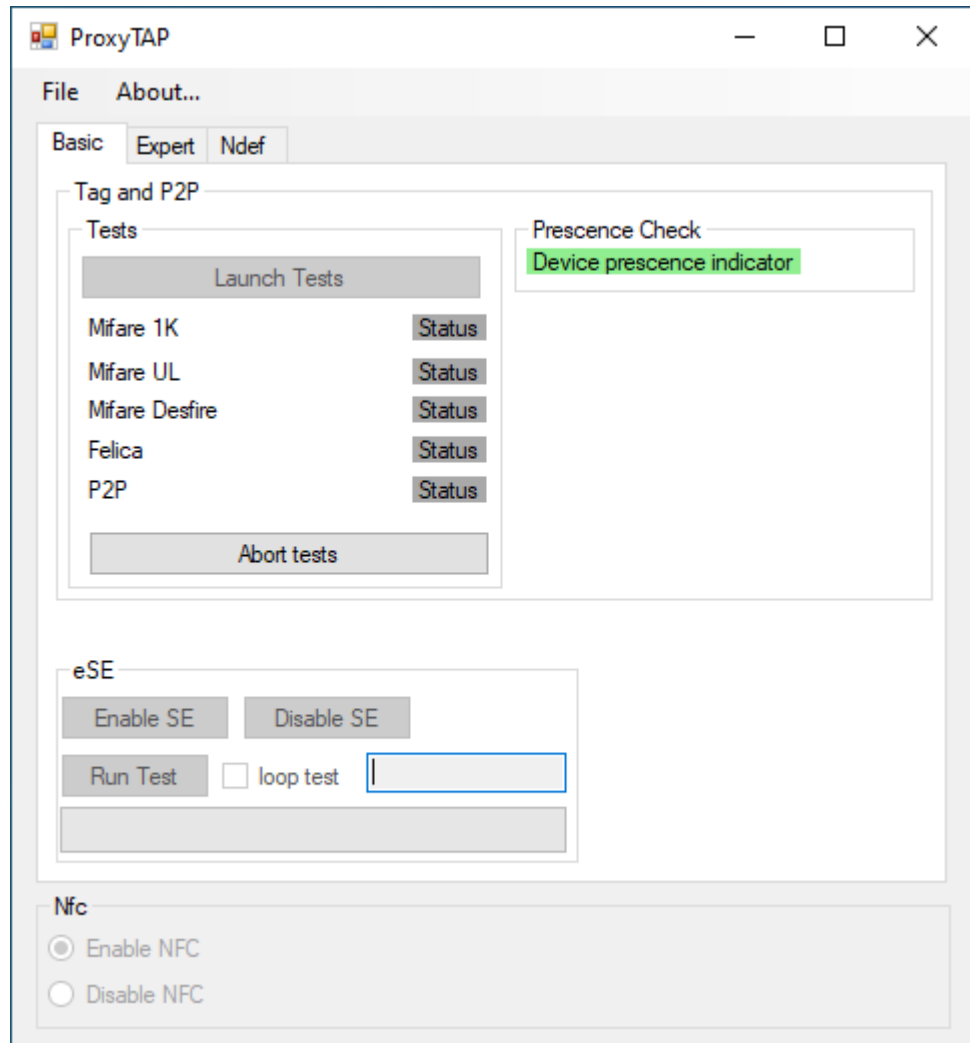 ProxyTAP
File About...
Basic Expert Ndef
Tag and P2P
Tests
Launch Tests
Mifare 1K Status
Mifare UL Status
Mifare Desfire Status
Felica Status
P2P Status
Abort tests
Prescence Check
Device prescence indicator
eSE
Enable SE Disable SE
Run Test loop test
Nfc
Enable NFC
Disable NFC